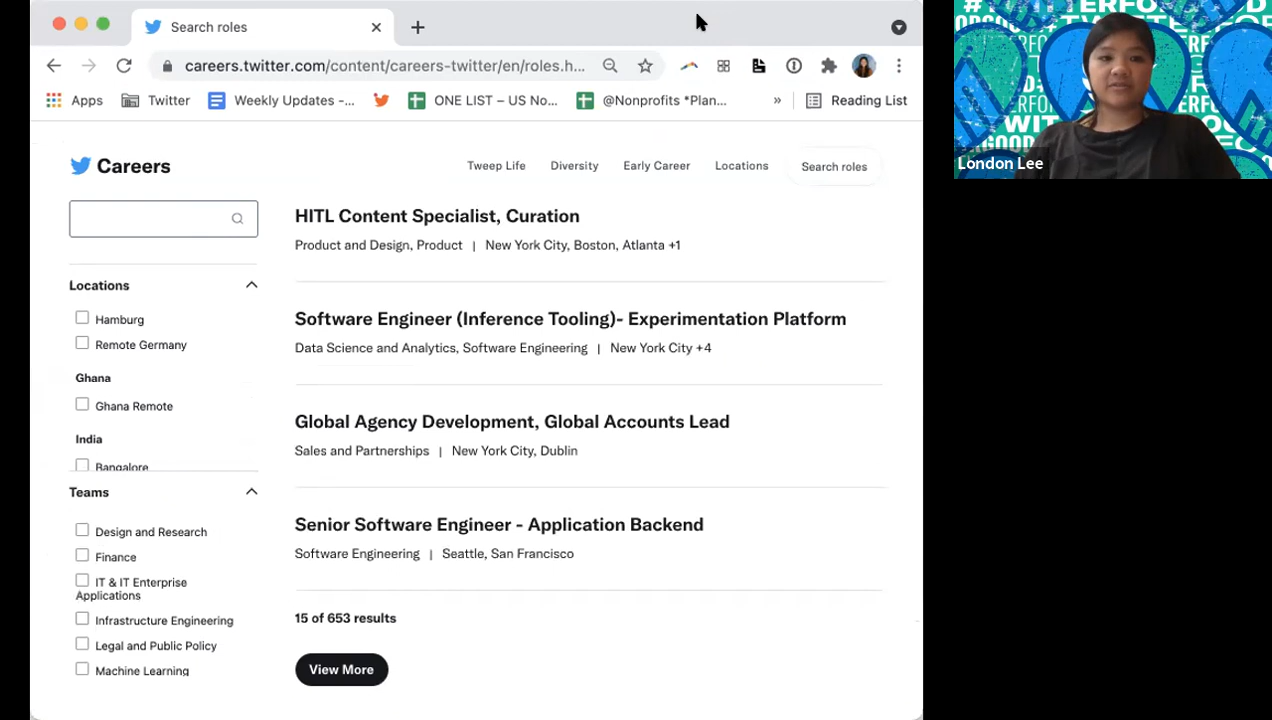 Search roles
careers.twitter.com/content/careers-twitter/en/roles.h...
Apps Twitter Weekly Updates -... ONE LIST – US No... @Nonprofits *Plan... » Reading List
Careers
Tweep Life Diversity Early Career Locations Search roles
Locations
Hamburg
Remote Germany
Ghana
Ghana Remote
India
Bangalore
Teams
Design and Research
Finance
IT & IT Enterprise
Applications
Infrastructure Engineering
Legal and Public Policy
Machine Learning
HITL Content Specialist, Curation
Product and Design, Product | New York City, Boston, Atlanta +1
Software Engineer (Inference Tooling)- Experimentation Platform
Data Science and Analytics, Software Engineering | New York City +4
Global Agency Development, Global Accounts Lead
Sales and Partnerships | New York City, Dublin
Senior Software Engineer - Application Backend
Software Engineering | Seattle, San Francisco
15 of 653 results
View More
London Lee